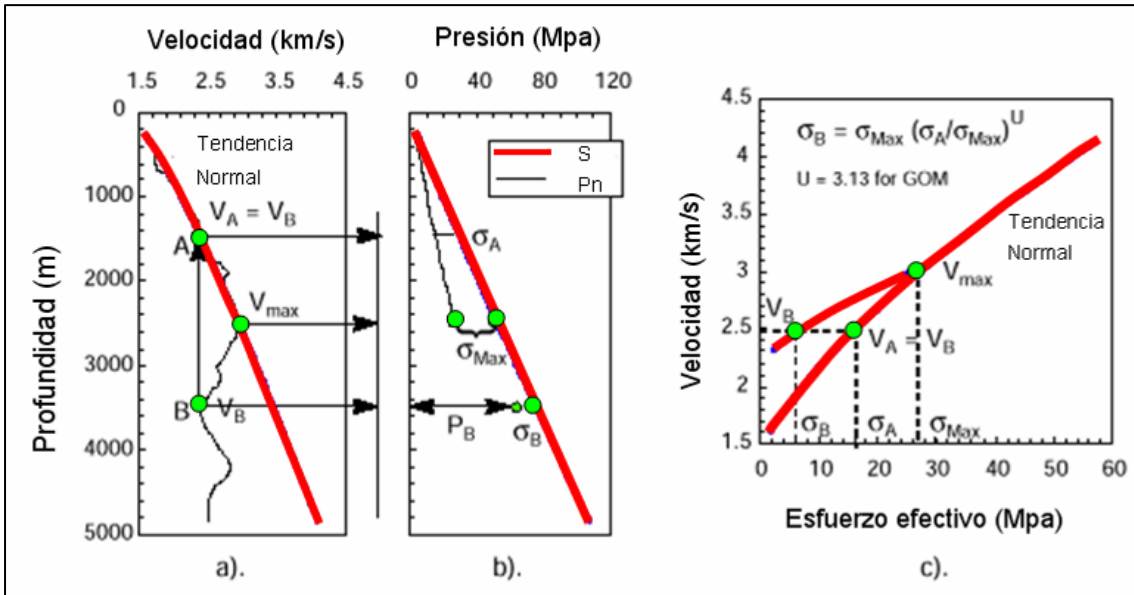 Velocidad (km/s)
1.5 2.5 3.5 4.5
Profundidad (m)
0
1000
2000
3000
4000
5000
Tendencia
Normal
V_A = V_B
A
V_max
B
V_B
a).
Presión (Mpa)
0 40 80 120
S
Pn
σ_A
σ_Max
P_B
σ_B
b).
Velocidad (km/s)
4.5
4
3.5
3
2.5
2
1.5
σ_B = σ_Max (σ_A/σ_Max)^U
U = 3.13 for GOM
Tendencia
Normal
V_max
V_B
V_A = V_B
σ_B
σ_A
σ_Max
0 10 20 30 40 50 60
Esfuerzo efectivo (Mpa)
c).